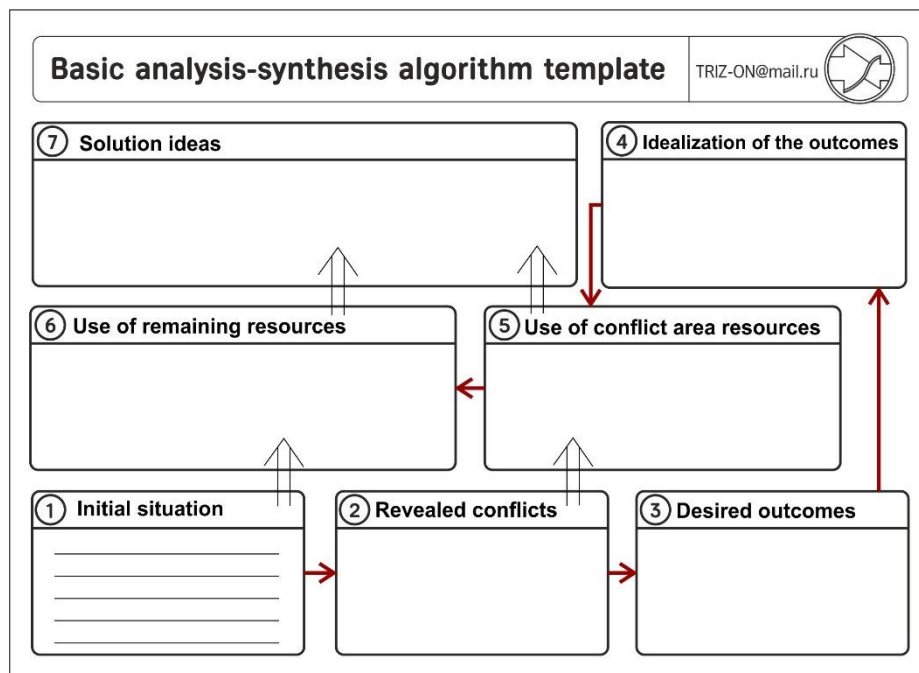 Basic analysis-synthesis algorithm template
TRIZ-ON@mail.ru
7 Solution ideas
4 Idealization of the outcomes
6 Use of remaining resources
5 Use of conflict area resources
1 Initial situation
2 Revealed conflicts
3 Desired outcomes